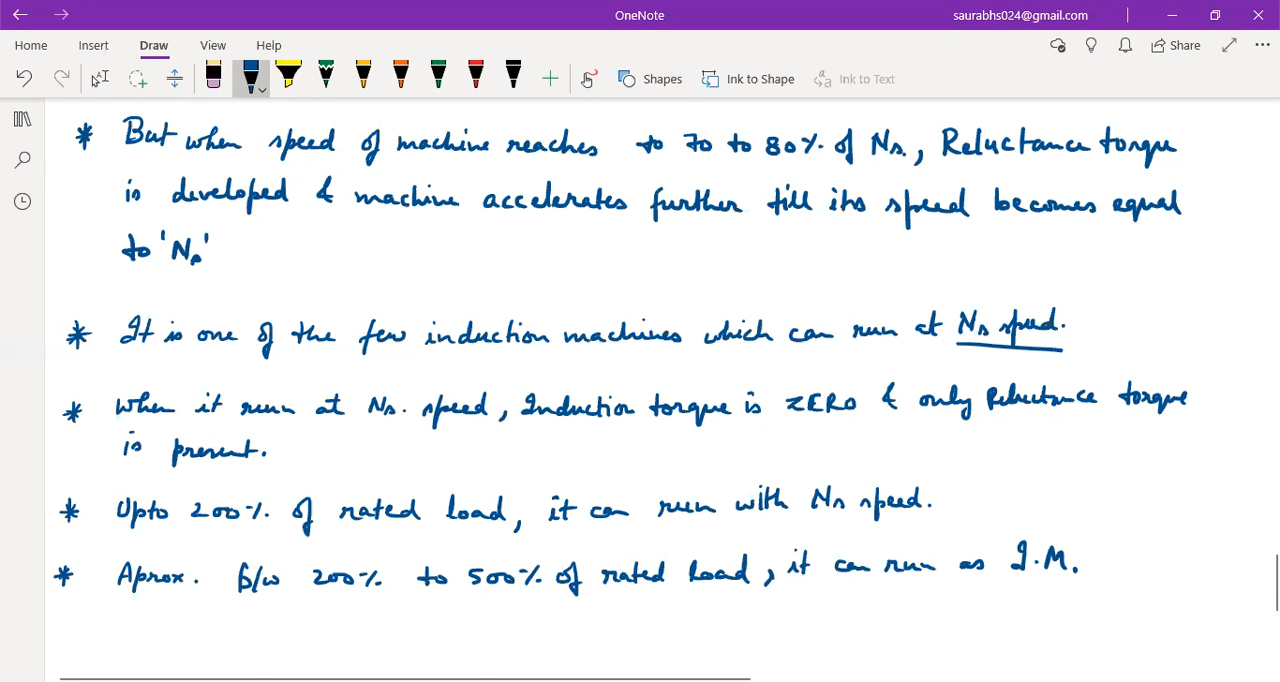 OneNote
saurabhs024@gmail.com
Home Insert Draw View Help
Share
Shapes Ink to Shape Ink to Text
* But when speed of machine reaches to 70 to 80% of Ns, Reluctance torque
is developed & machine accelerates further till its speed becomes equal
to 'Ns'
* It is one of the few induction machines which can run at Ns speed.
* When it run at Ns. speed, Induction torque is ZERO & only Reluctance torque
is present.
* Upto 200% of rated load, it can run with Ns speed.
* Aprox. b/w 200% to 500% of rated load, it can run as I.M.